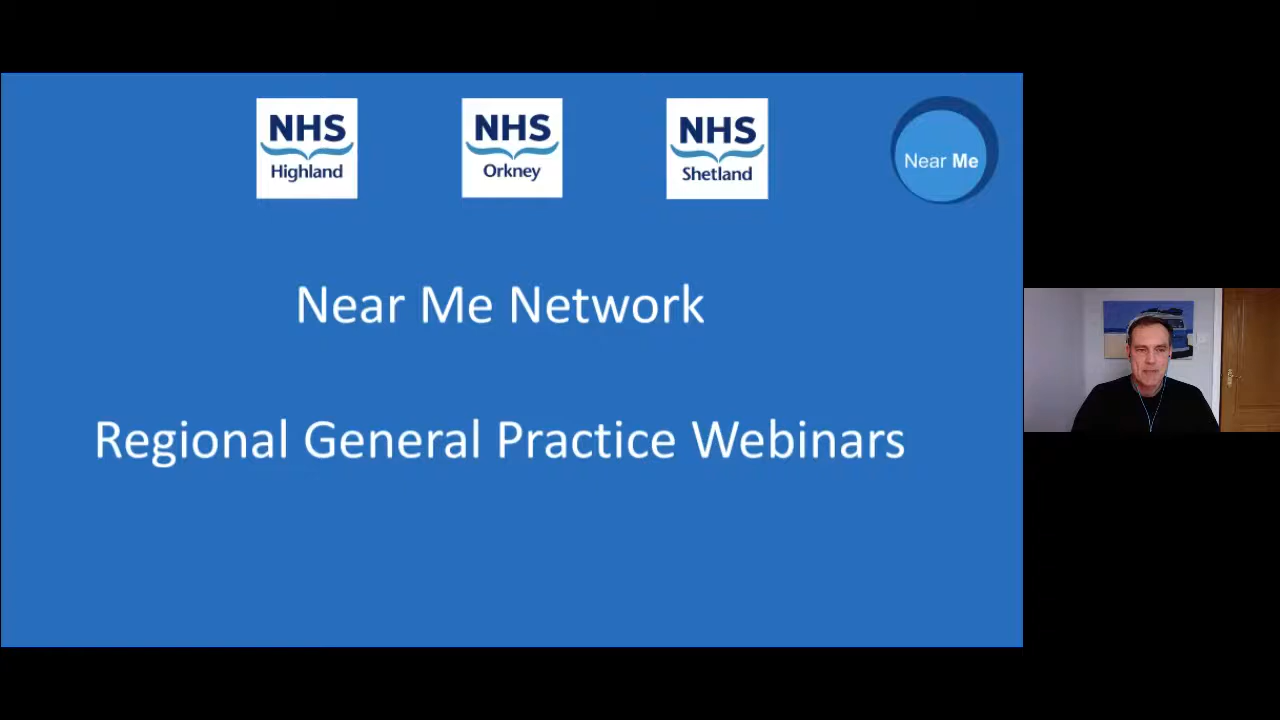 NHS
Highland
NHS
Orkney
NHS
Shetland
Near Me
Near Me Network
Regional General Practice Webinars